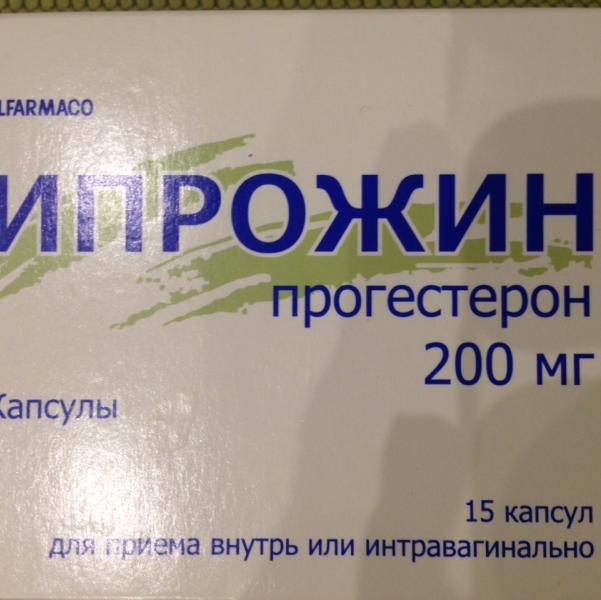 LFARMACO
ИПРОЖИН
прогестерон
200 мг
Капсулы
15 капсул
для приема внутрь или интравагинально